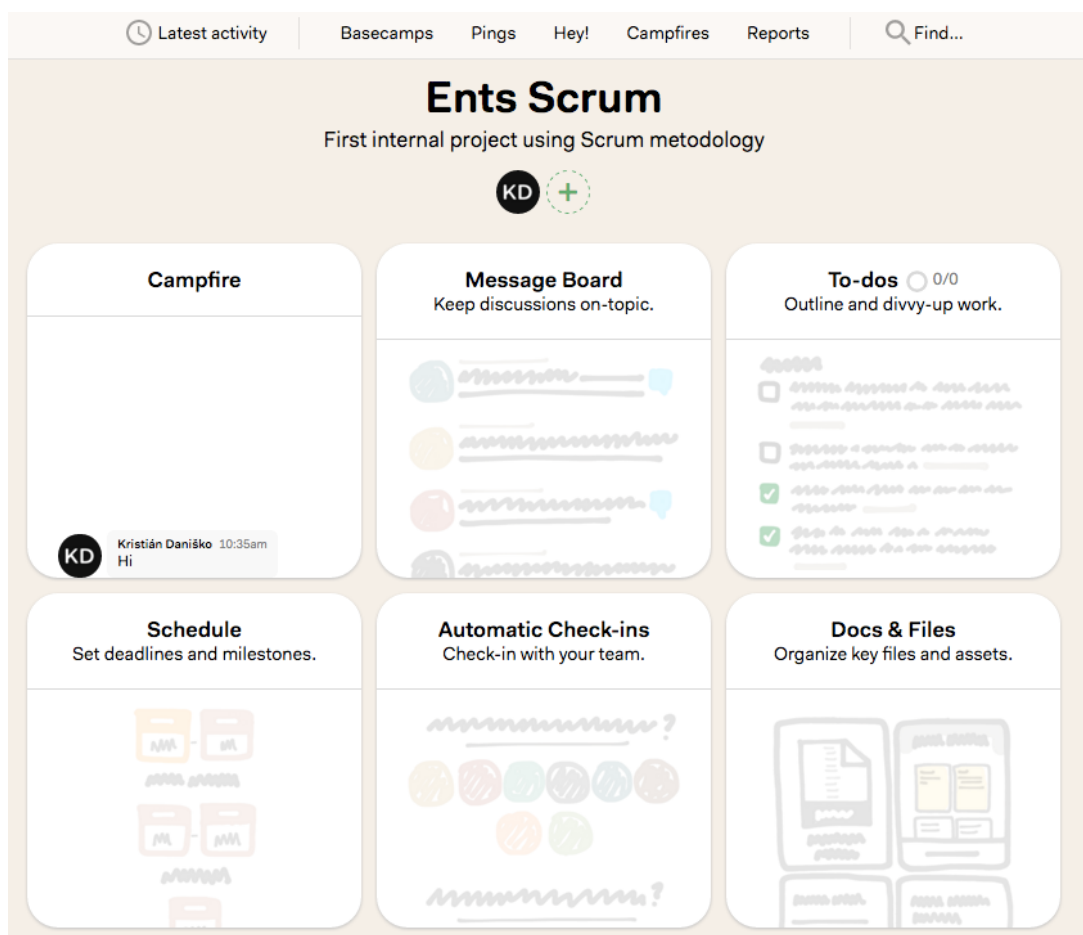 Latest activity
Basecamps
Pings
Hey!
Campfires
Reports
Find...
Ents Scrum
First internal project using Scrum metodology
KD
+
Campfire
KD
Kristián Daniško 10:35am
Hi
Message Board
Keep discussions on-topic.
To-dos 0/0
Outline and divvy-up work.
Schedule
Set deadlines and milestones.
Automatic Check-ins
Check-in with your team.
?
?
Docs & Files
Organize key files and assets.